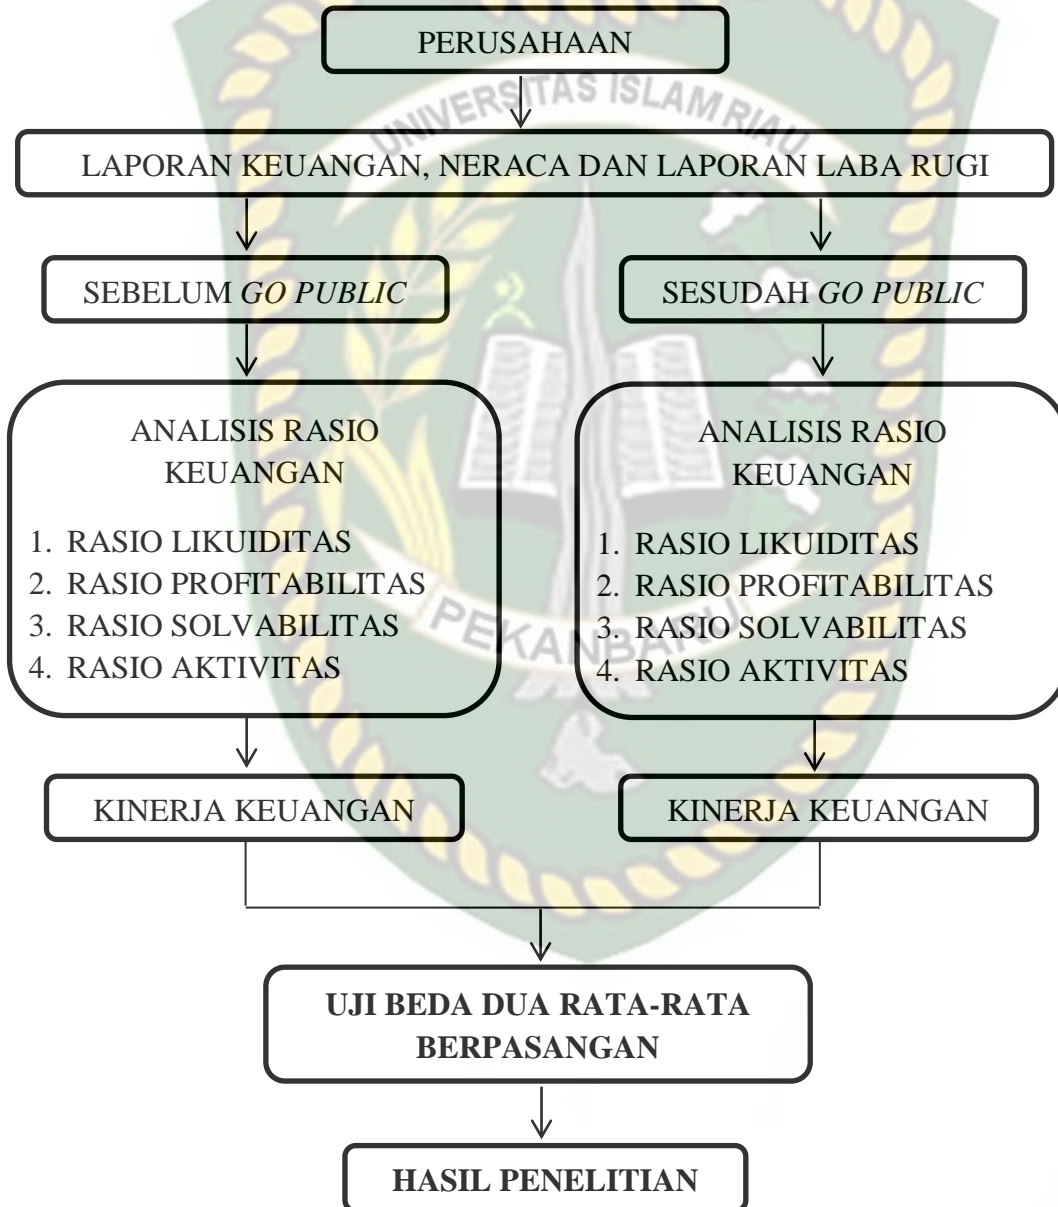 PERUSAHAAN
UNIVERSITAS ISLAM RIAU
LAPORAN KEUANGAN, NERACA DAN LAPORAN LABA RUGI
SEBELUM GO PUBLIC
SESUDAH GO PUBLIC
ANALISIS RASIO
KEUANGAN
1. RASIO LIKUIDITAS
2. RASIO PROFITABILITAS
3. RASIO SOLVABILITAS
4. RASIO AKTIVITAS
ANALISIS RASIO
KEUANGAN
1. RASIO LIKUIDITAS
2. RASIO PROFITABILITAS
3. RASIO SOLVABILITAS
4. RASIO AKTIVITAS
PEKANBARU
KINERJA KEUANGAN
KINERJA KEUANGAN
UJI BEDA DUA RATA-RATA
BERPASANGAN
HASIL PENELITIAN